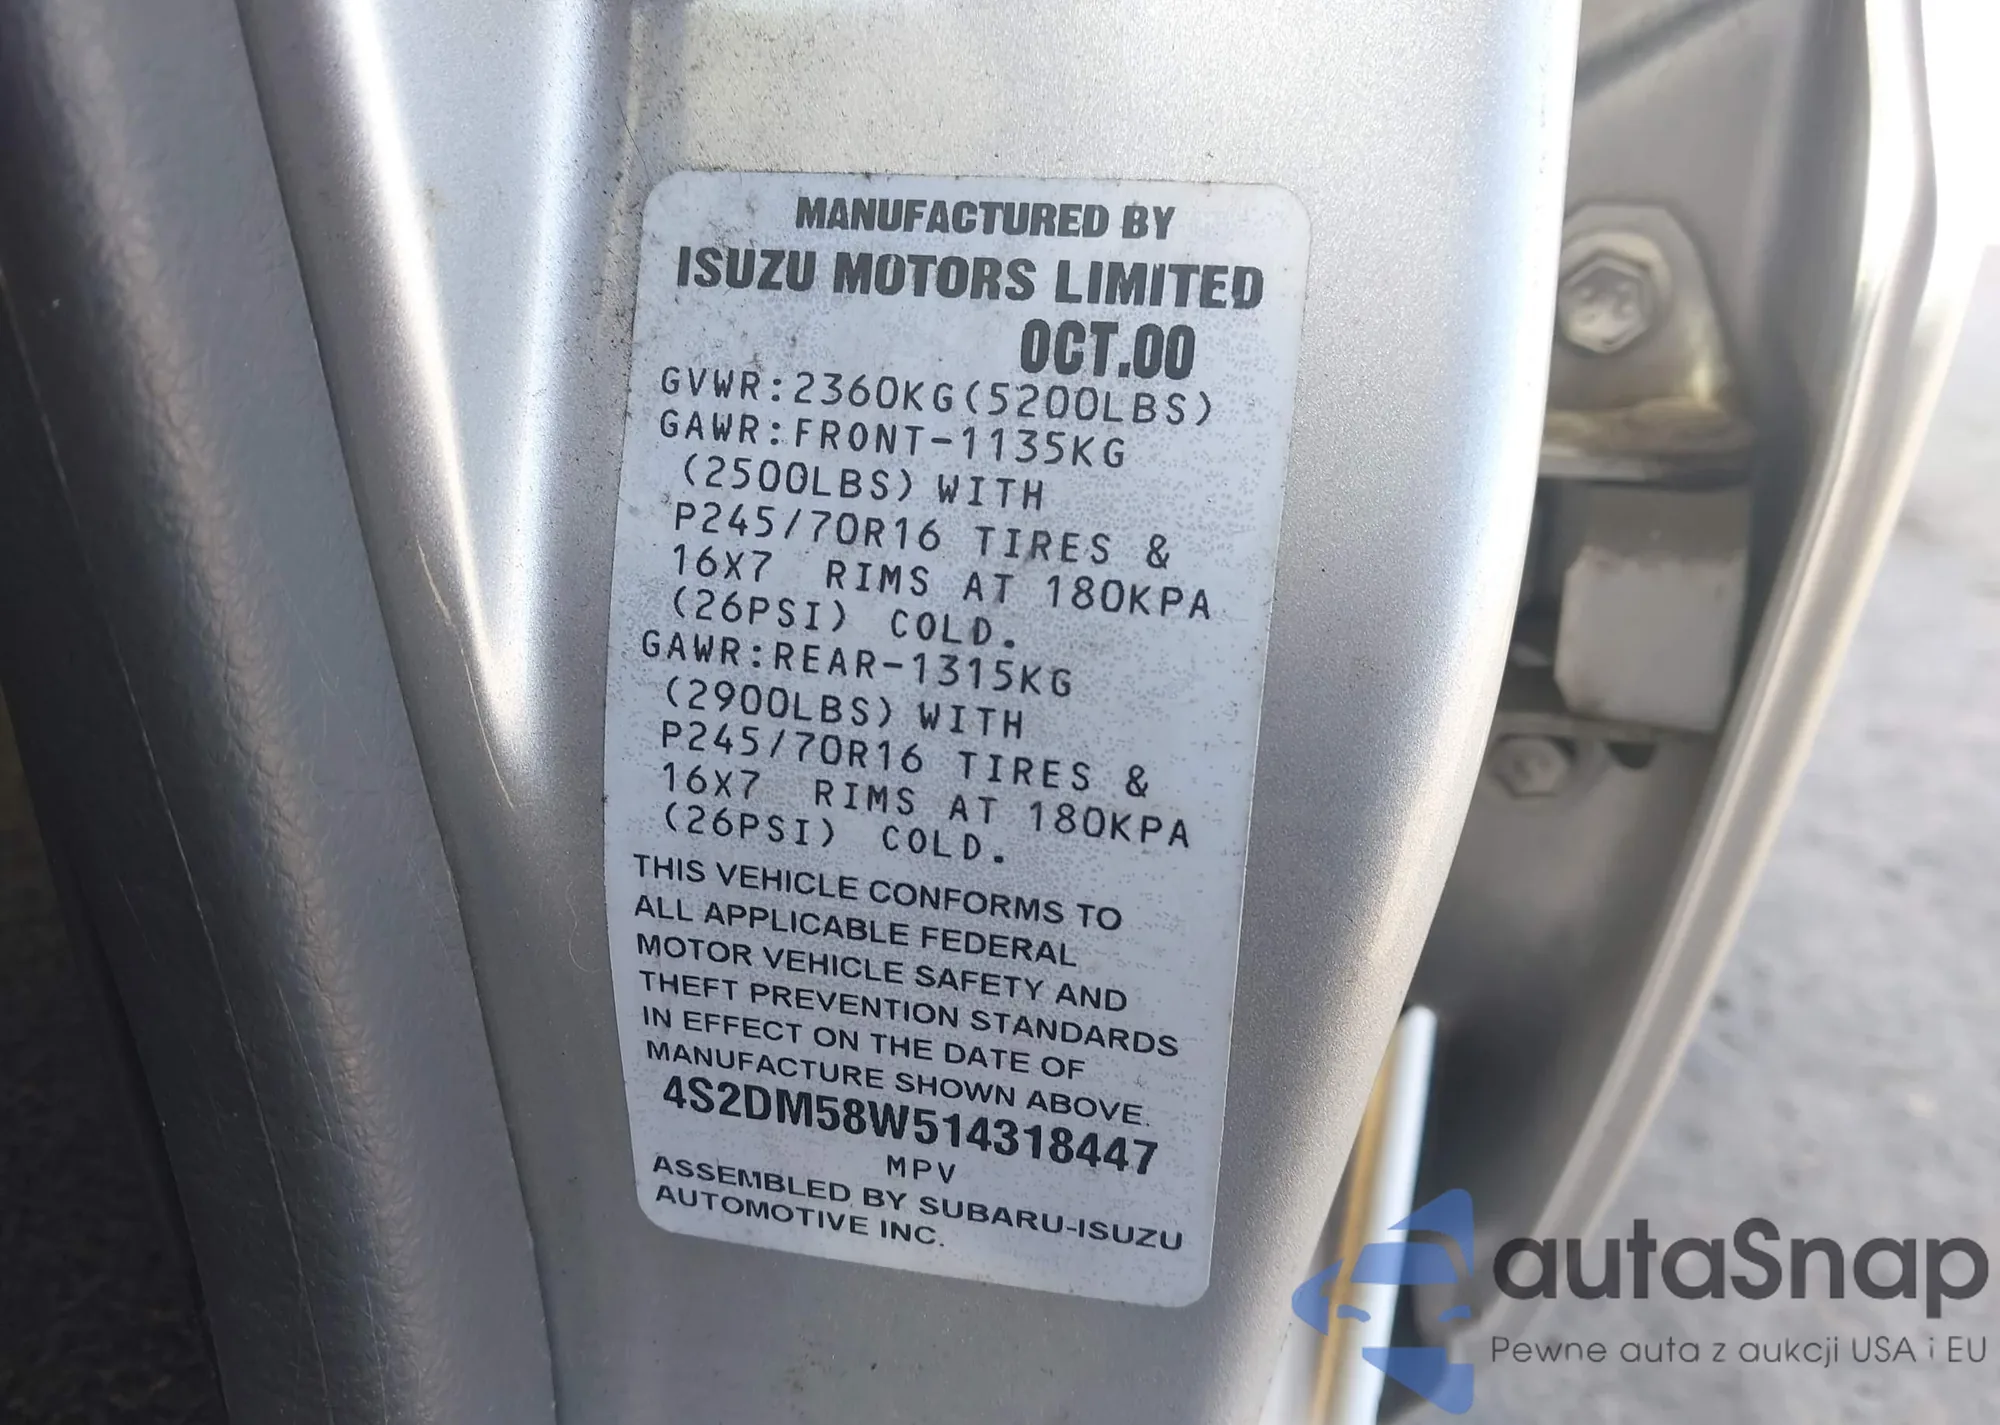 MANUFACTURED BY
ISUZU MOTORS LIMITED
OCT.00
GVWR:2360KG(5200LBS)
GAWR:FRONT-1135KG
(2500LBS) WITH
P245/70R16 TIRES &
16X7 RIMS AT 180KPA
(26PSI) COLD.
GAWR:REAR-1315KG
(2900LBS) WITH
P245/70R16 TIRES &
16X7 RIMS AT 180KPA
(26PSI) COLD.
THIS VEHICLE CONFORMS TO
ALL APPLICABLE FEDERAL
MOTOR VEHICLE SAFETY AND
THEFT PREVENTION STANDARDS
IN EFFECT ON THE DATE OF
MANUFACTURE SHOWN ABOVE.
4S2DM58W514318447
MPV
ASSEMBLED BY SUBARU-ISUZU
AUTOMOTIVE INC.
autaSnap
Pewne auta z aukcji USA i EU